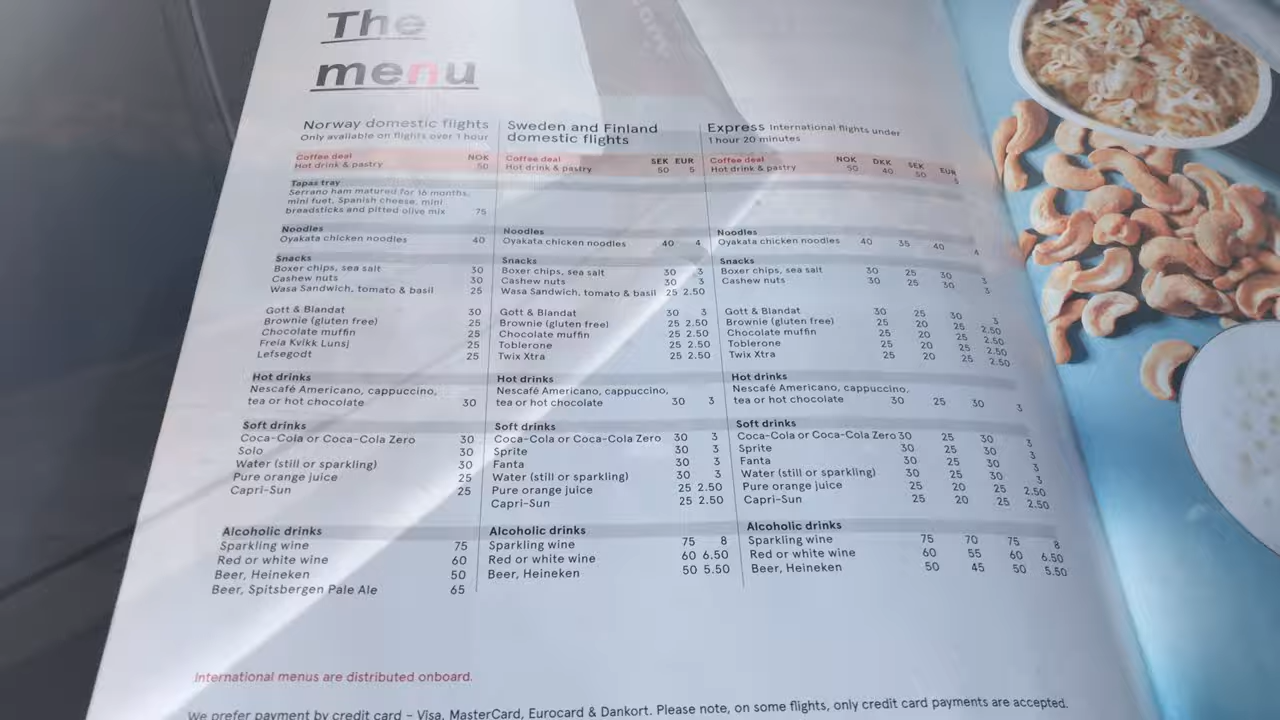 The
menu
Norway domestic flights
Only available on flights over 1 hour
Coffee deal NOK
Hot drink & pastry 50
Tapas tray
Serrano ham matured for 16 months,
mini fuet, Spanish cheese, mini
breadsticks and pitted olive mix 75
Noodles
Oyakata chicken noodles 40
Snacks
Boxer chips, sea salt 30
Cashew nuts 30
Wasa Sandwich, tomato & basil 25
Gott & Blandat 30
Brownie (gluten free) 25
Chocolate muffin 25
Freia Kvikk Lunsj 25
Lefsegodt 25
Hot drinks
Nescafé Americano, cappuccino,
tea or hot chocolate 30
Soft drinks
Coca-Cola or Coca-Cola Zero 30
Solo 30
Water (still or sparkling) 30
Pure orange juice 25
Capri-Sun 25
Alcoholic drinks
Sparkling wine 75
Red or white wine 60
Beer, Heineken 50
Beer, Spitsbergen Pale Ale 65
Sweden and Finland
domestic flights
Coffee deal SEK EUR
Hot drink & pastry 50 5
Noodles
Oyakata chicken noodles 40 4
Snacks
Boxer chips, sea salt 30 3
Cashew nuts 30 3
Wasa Sandwich, tomato & basil 25 2.50
Gott & Blandat 30 3
Brownie (gluten free) 25 2.50
Chocolate muffin 25 2.50
Toblerone 25 2.50
Twix Xtra 25 2.50
Hot drinks
Nescafé Americano, cappuccino,
tea or hot chocolate 30 3
Soft drinks
Coca-Cola or Coca-Cola Zero 30 3
Sprite 30 3
Fanta 30 3
Water (still or sparkling) 30 3
Pure orange juice 25 2.50
Capri-Sun 25 2.50
Alcoholic drinks
Sparkling wine 75 8
Red or white wine 60 6.50
Beer, Heineken 50 5.50
Express International flights under
1 hour 20 minutes
Coffee deal NOK DKK SEK EUR
Hot drink & pastry 50 40 50 5
Noodles
Oyakata chicken noodles 40 35 40 4
Snacks
Boxer chips, sea salt 30 25 30 3
Cashew nuts 30 25 30 3
Gott & Blandat 30 25 30 3
Brownie (gluten free) 25 20 25 2.50
Chocolate muffin 25 20 25 2.50
Toblerone 25 20 25 2.50
Twix Xtra 25 20 25 2.50
Hot drinks
Nescafé Americano, cappuccino,
tea or hot chocolate 30 25 30 3
Soft drinks
Coca-Cola or Coca-Cola Zero 30 25 30 3
Sprite 30 25 30 3
Fanta 30 25 30 3
Water (still or sparkling) 30 25 30 3
Pure orange juice 25 20 25 2.50
Capri-Sun 25 20 25 2.50
Alcoholic drinks
Sparkling wine 75 70 75 8
Red or white wine 60 55 60 6.50
Beer, Heineken 50 45 50 5.50
International menus are distributed onboard.
We prefer payment by credit card – Visa, MasterCard, Eurocard & Dankort. Please note, on some flights, only credit card payments are accepted.